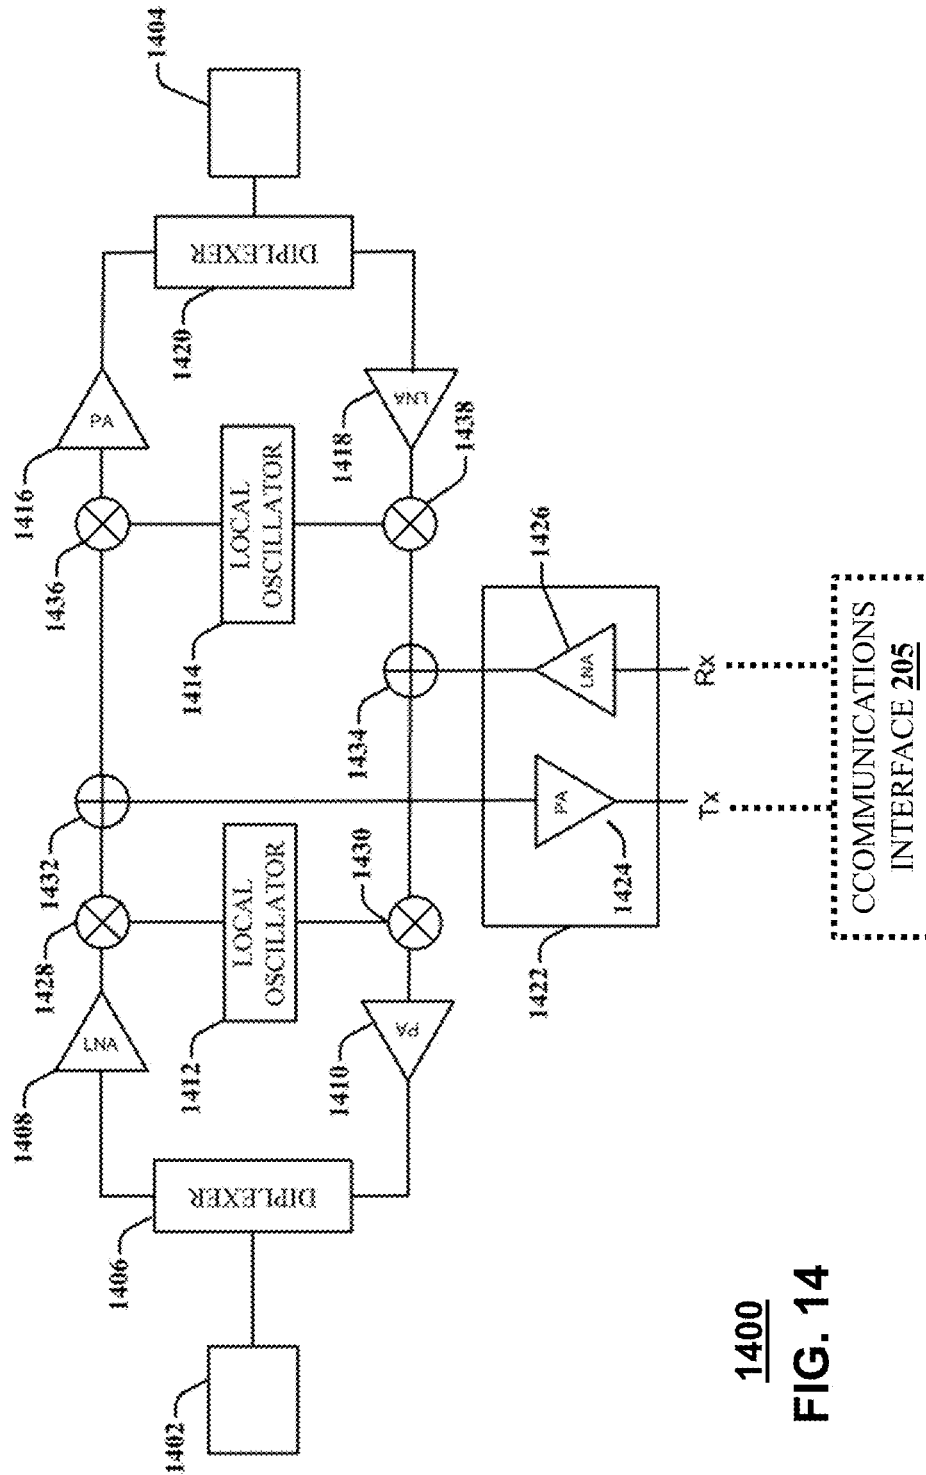 1404
DIPLEXER
1420
PA
1416
LNA
1418
1438
1436
LOCAL
OSCILLATOR
1414
1426
LNA
Rx
1434
CCOMMUNICATIONS
INTERFACE 205
PA
Tx
1424
1422
1432
1430
1428
LOCAL
OSCILLATOR
1412
LNA
1408
PA
1410
DIPLEXER
1406
1402
1400
FIG. 14